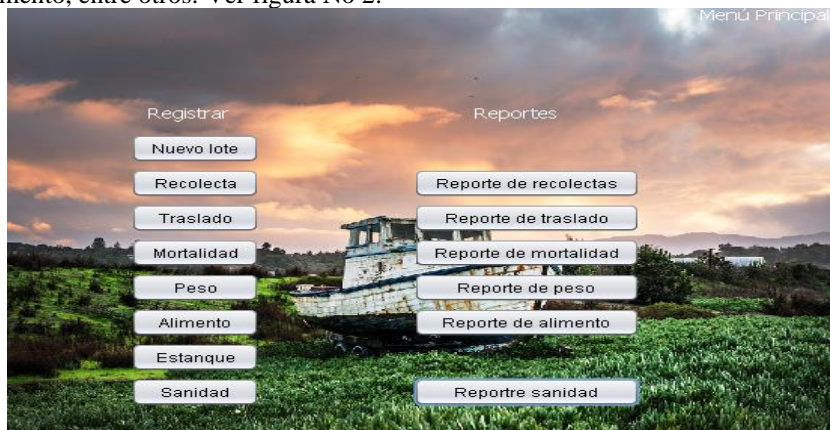 mento, entre otros. Ver figura No 2.
Menú Principal
Registrar
Reportes
Nuevo lote
Recolecta
Reporte de recolectas
Traslado
Reporte de traslado
Mortalidad
Reporte de mortalidad
Peso
Reporte de peso
Alimento
Reporte de alimento
Estanque
Sanidad
Reportre sanidad